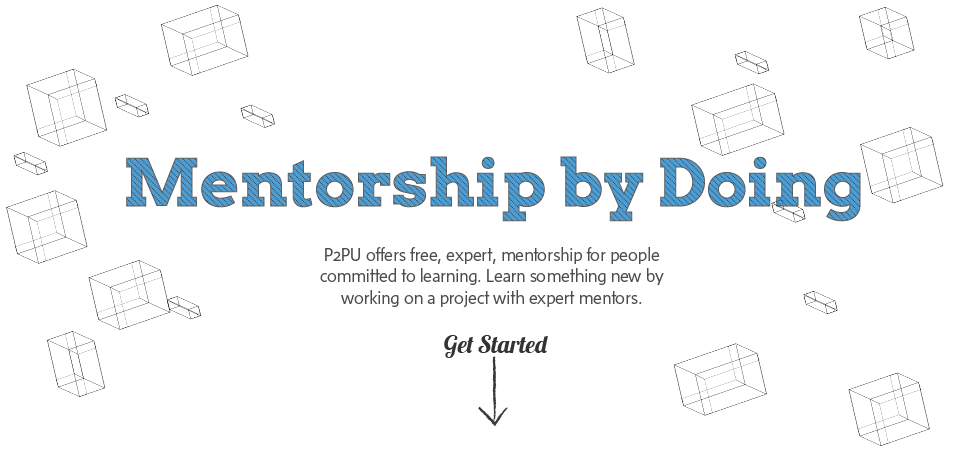 Mentorship by Doing
P2PU offers free, expert, mentorship for people
committed to learning. Learn something new by
working on a project with expert mentors.
Get Started